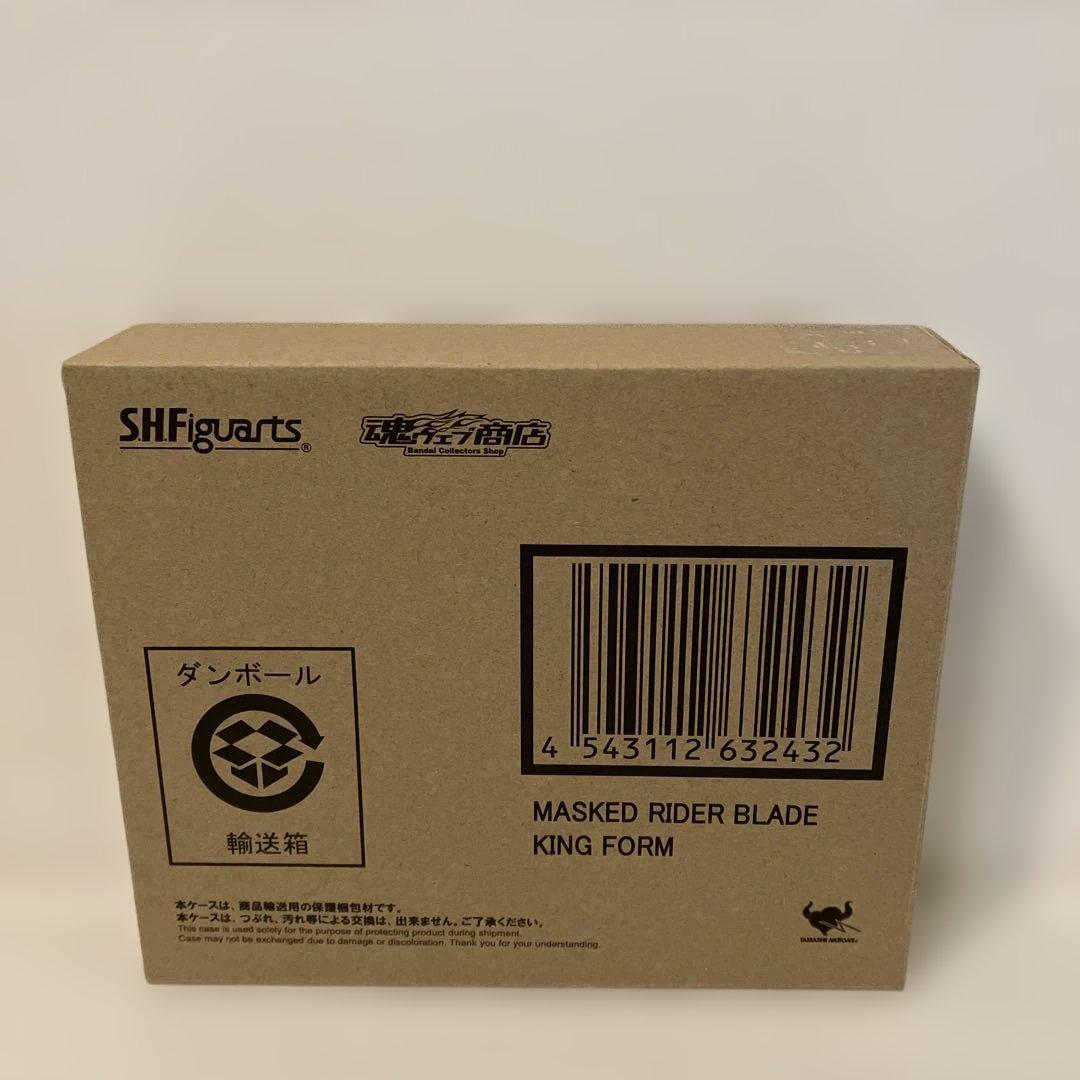 S.H.Figuarts®
魂ウェブ商店
Bandai Collectors Shop
4 543112 632432
MASKED RIDER BLADE
KING FORM
ダンボール
輸送箱
本ケースは、商品輸送用の保護梱包材です。
本ケースは、つぶれ、汚れ等による交換は、出来ません。ご了承ください。
This case is used solely for the purpose of protecting product during shipment.
Case may not be exchanged due to damage or discoloration. Thank you for your understanding.
TAMASHII NATIONS